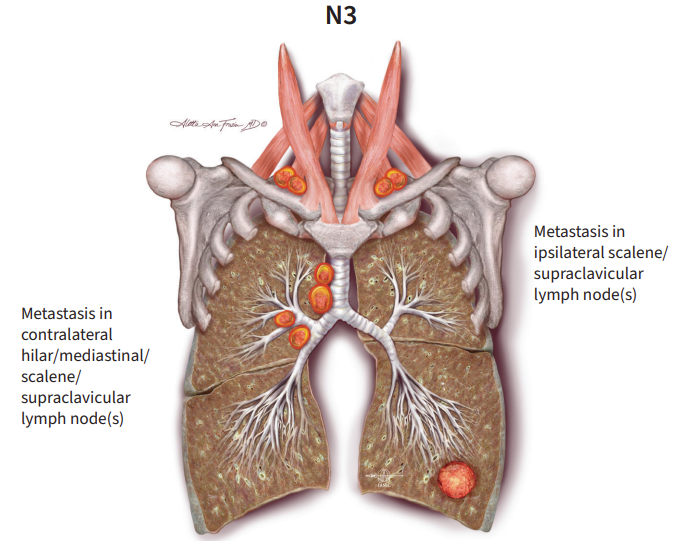 N3
Metastasis in
ipsilateral scalene/
supraclavicular
lymph node(s)
Metastasis in
contralateral
hilar/mediastinal/
scalene/
supraclavicular
lymph node(s)